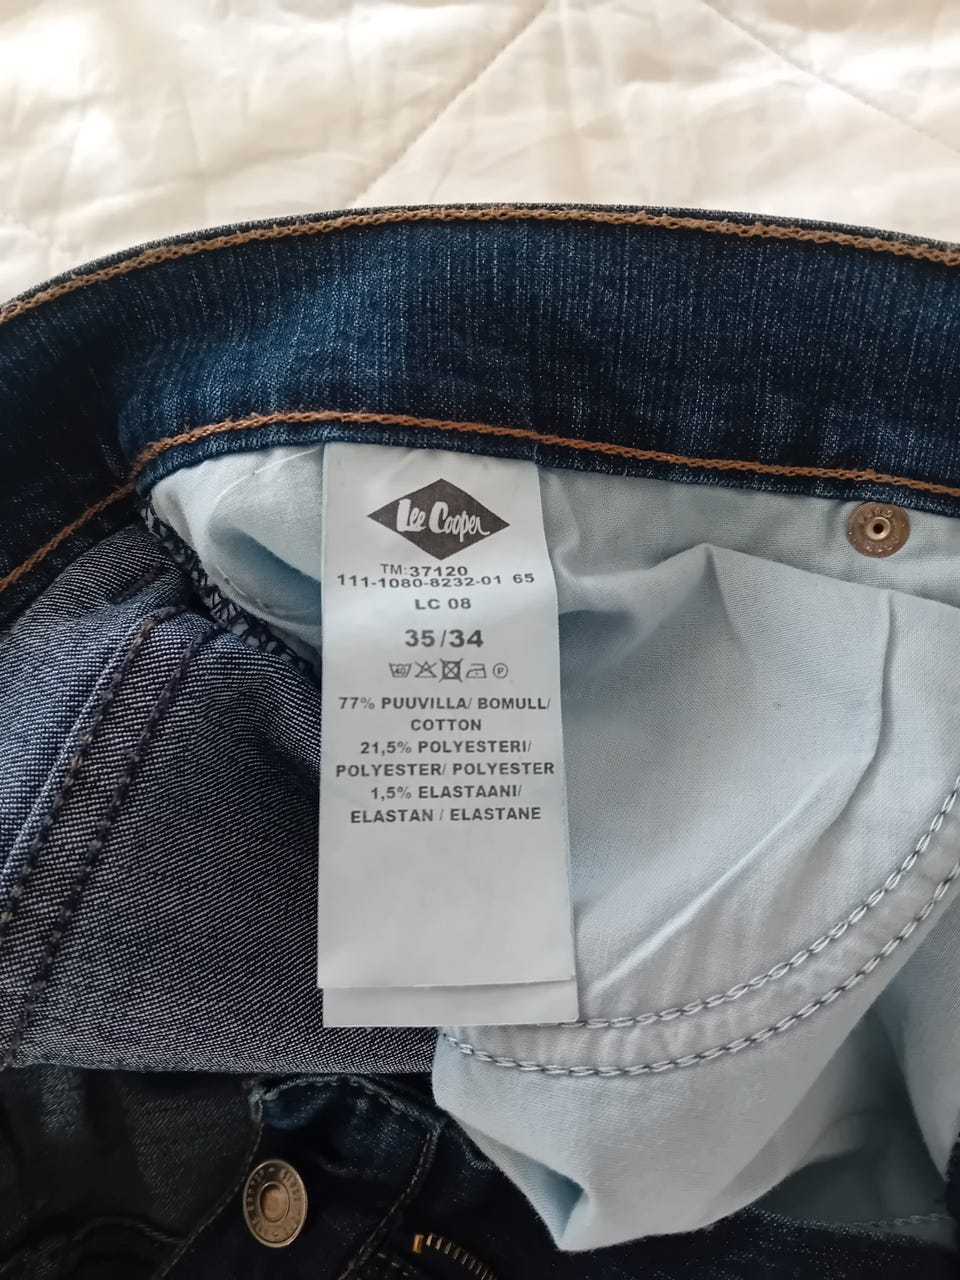 Lee Cooper
TM:37120
111-1080-8232-01 65
LC 08
35/34
40
P
77% PUUVILLA/ BOMULL/
COTTON
21,5% POLYESTERI/
POLYESTER/ POLYESTER
1,5% ELASTAANI/
ELASTAN / ELASTANE